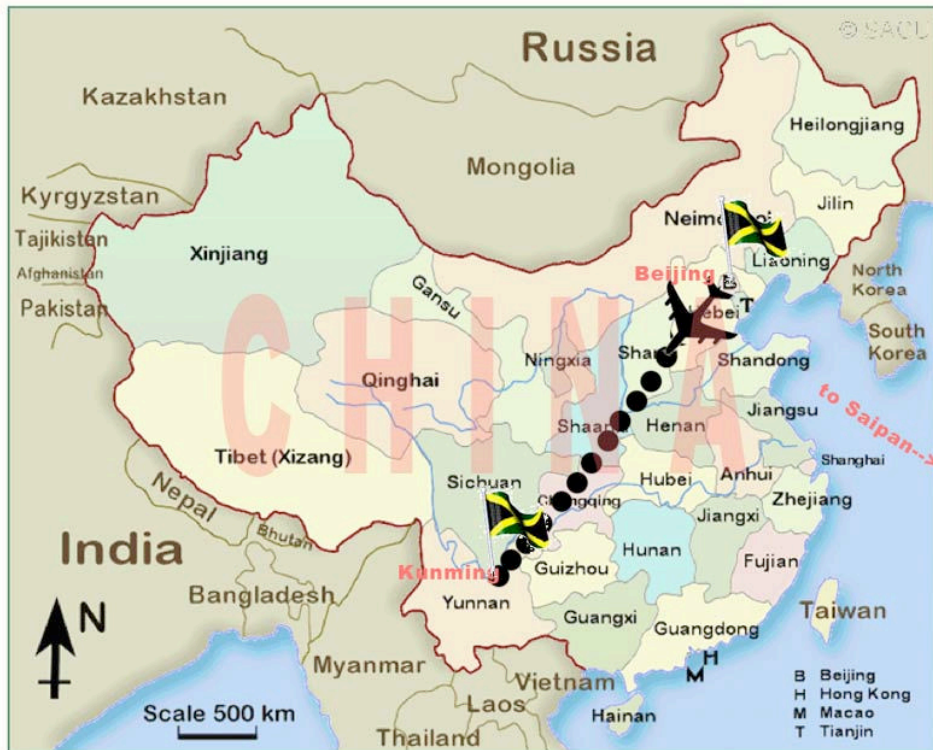 © SACU
Russia
Kazakhstan
Heilongjiang
Mongolia
Kyrgyzstan
Jilin
Tajikistan
Xinjiang
Liaoning
Afghanistan
Beijing
North
Korea
Pakistan
Gansu
Hebei
T
South
Korea
CHINA
Ningxia
Shandong
Qinghai
to Saipan-->
Jiangsu
Henan
Tibet (Xizang)
Shanghai
Sichuan
Hubei
Anhui
Zhejiang
Nepal
Jiangxi
Bhutan
India
Hunan
Fujian
Kunming
Guizhou
Bangladesh
Yunnan
Taiwan
N
Guangxi
Guangdong
H
M
Myanmar
Vietnam
B Beijing
H Hong Kong
M Macao
T Tianjin
Laos
Hainan
Scale 500 km
Thailand